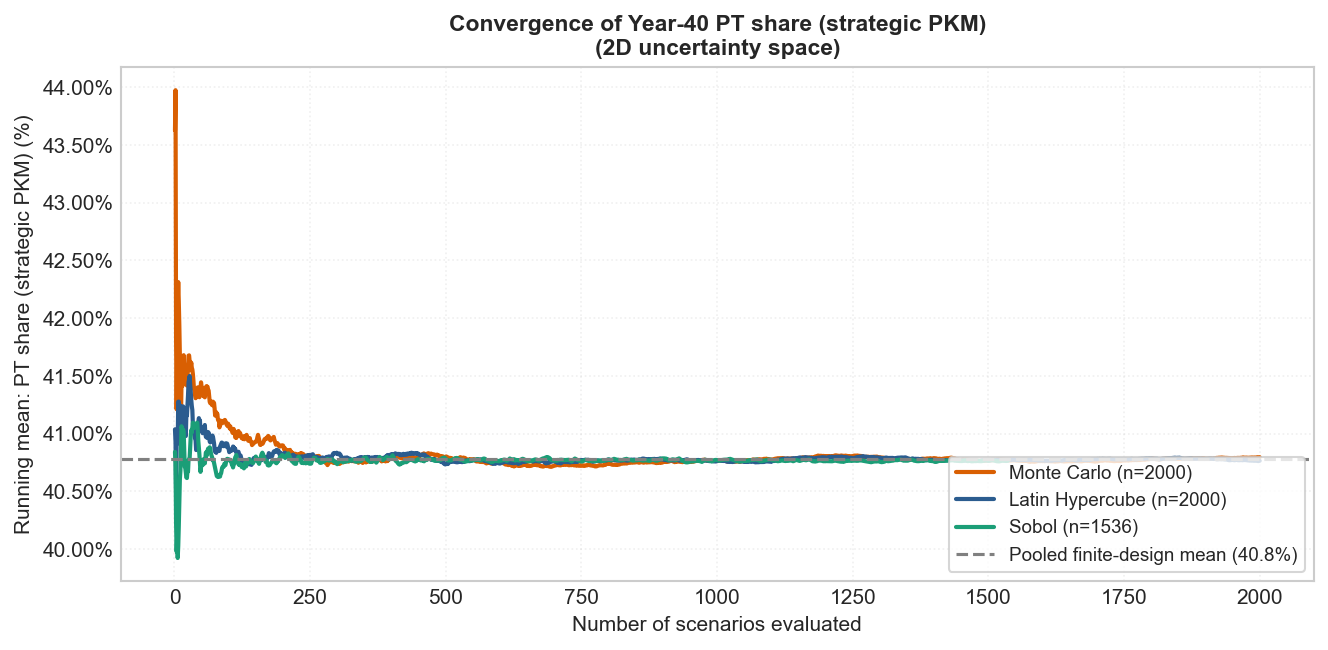 Convergence of Year-40 PT share (strategic PKM)
(2D uncertainty space)
Running mean: PT share (strategic PKM) (%)
44.00%
43.50%
43.00%
42.50%
42.00%
41.50%
41.00%
40.50%
40.00%
0
250
500
750
1000
1250
1500
1750
2000
Number of scenarios evaluated
Monte Carlo (n=2000)
Latin Hypercube (n=2000)
Sobol (n=1536)
Pooled finite-design mean (40.8%)